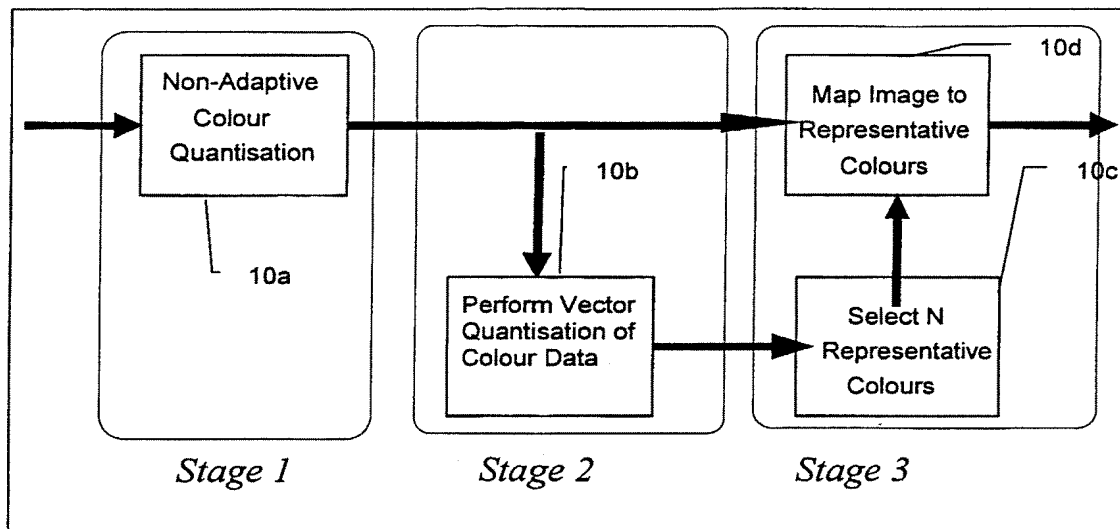 Non-Adaptive
Colour
Quantisation
10a
10b
Perform Vector
Quantisation of
Colour Data
10d
Map Image to
Representative
Colours
10c
Select N
Representative
Colours
Stage 1
Stage 2
Stage 3